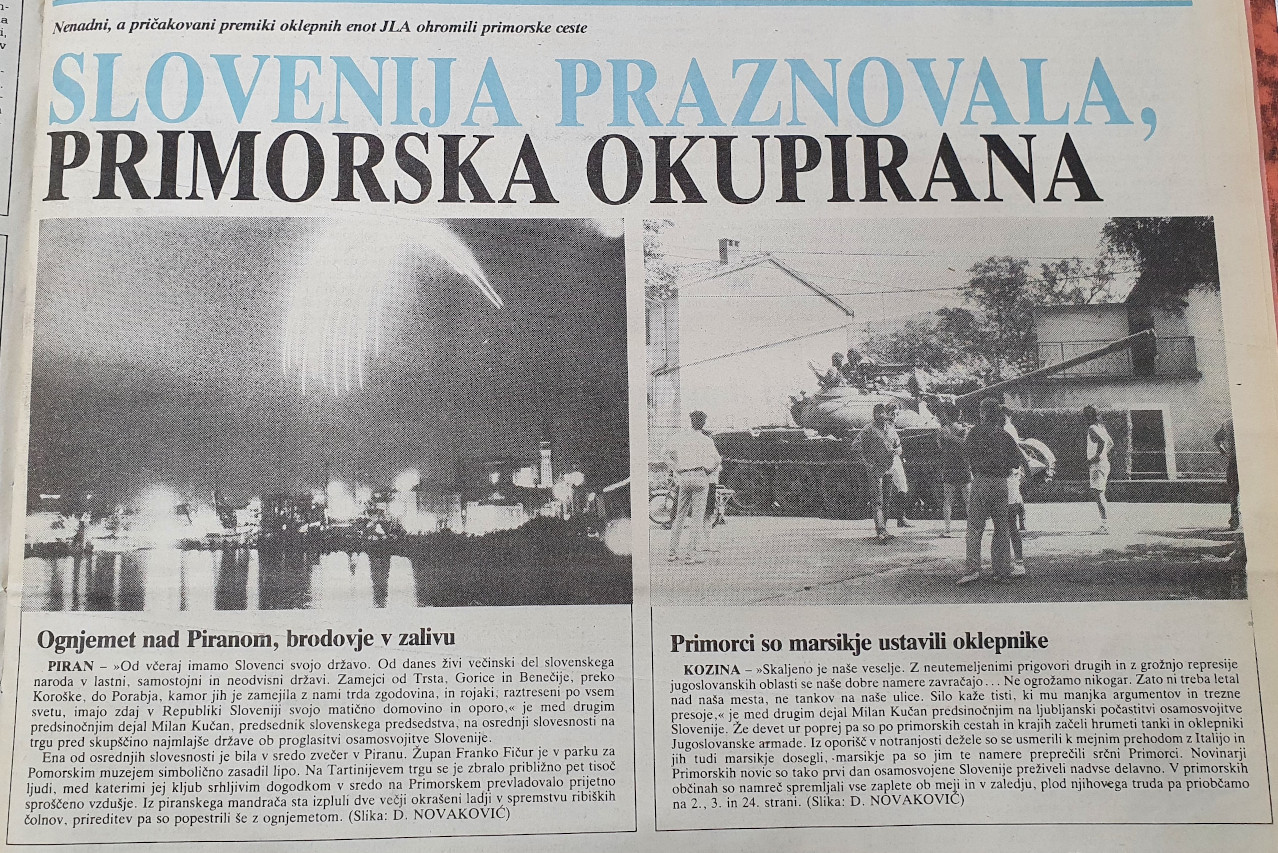 Nenadni, a pričakovani premiki oklepnih enot JLA ohromili primorske ceste
SLOVENIJA PRAZNOVALA,
PRIMORSKA OKUPIRANA
Ognjemet nad Piranom, brodovje v zalivu
PIRAN – »Od včeraj imamo Slovenci svojo državo. Od danes živi večinski del slovenskega
naroda v lastni, samostojni in neodvisni državi. Zamejci od Trsta, Gorice in Benečije, preko
Koroške, do Porabja, kamor jih je zamejila z nami trda zgodovina, in rojaki, raztreseni po vsem
svetu, imajo zdaj v Republiki Sloveniji svojo matično domovino in oporo,« je med drugim
predsinočnjim dejal Milan Kučan, predsednik slovenskega predsedstva, na osrednji slovesnosti na
trgu pred skupščino najmlajše države ob proglasitvi osamosvojitve Slovenije.
Ena od osrednjih slovesnosti je bila v sredo zvečer v Piranu. Župan Franko Fičur je v parku za
Pomorskim muzejem simbolično zasadil lipo. Na Tartinijevem trgu se je zbralo približno pet tisoč
ljudi, med katerimi jej kljub srhljivim dogodkom v sredo na Primorskem prevladovalo prijetno
sproščeno vzdušje. Iz piranskega mandrača sta izpluli dve večji okrašeni ladji v spremstvu ribiških
čolnov, prireditev pa so popestrili še z ognjemetom. (Slika: D. NOVAKOVIĆ)
Primorci so marsikje ustavili oklepnike
KOZINA – »Skaljeno je naše veselje. Z neutemeljenimi prigovori drugih in z grožnjo represije
jugoslovanskih oblasti se naše dobre namere zavračajo... Ne ogrožamo nikogar. Zato ni treba letal
nad naša mesta, ne tankov na naše ulice. Silo kaže tisti, ki mu manjka argumentov in trezne
presoje,« je med drugim dejal Milan Kučan predsinočnjim na ljubljanski počastitvi osamosvojitve
Slovenije. Že devet ur poprej pa so po primorskih cestah in krajih začeli hrumeti tanki in oklepniki
Jugoslovanske armade. Iz oporišč v notranjosti dežele so se usmerili k mejnim prehodom z Italijo in
jih tudi marsikje dosegli, marsikje pa so jim te namere preprečili srčni Primorci. Novinarji
Primorskih novic so tako prvi dan osamosvojene Slovenije preživeli nadvse delavno. V primorskih
občinah so namreč spremljali vse zaplete ob meji in v zaledju, plod njihovega truda pa priobčamo
na 2., 3. in 24. strani. (Slika: D. NOVAKOVIĆ)